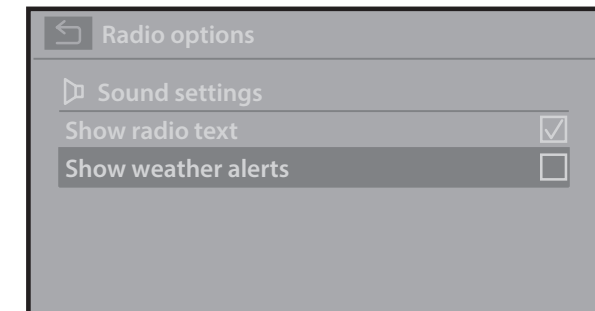 Radio options
Sound settings
Show radio text
Show weather alerts